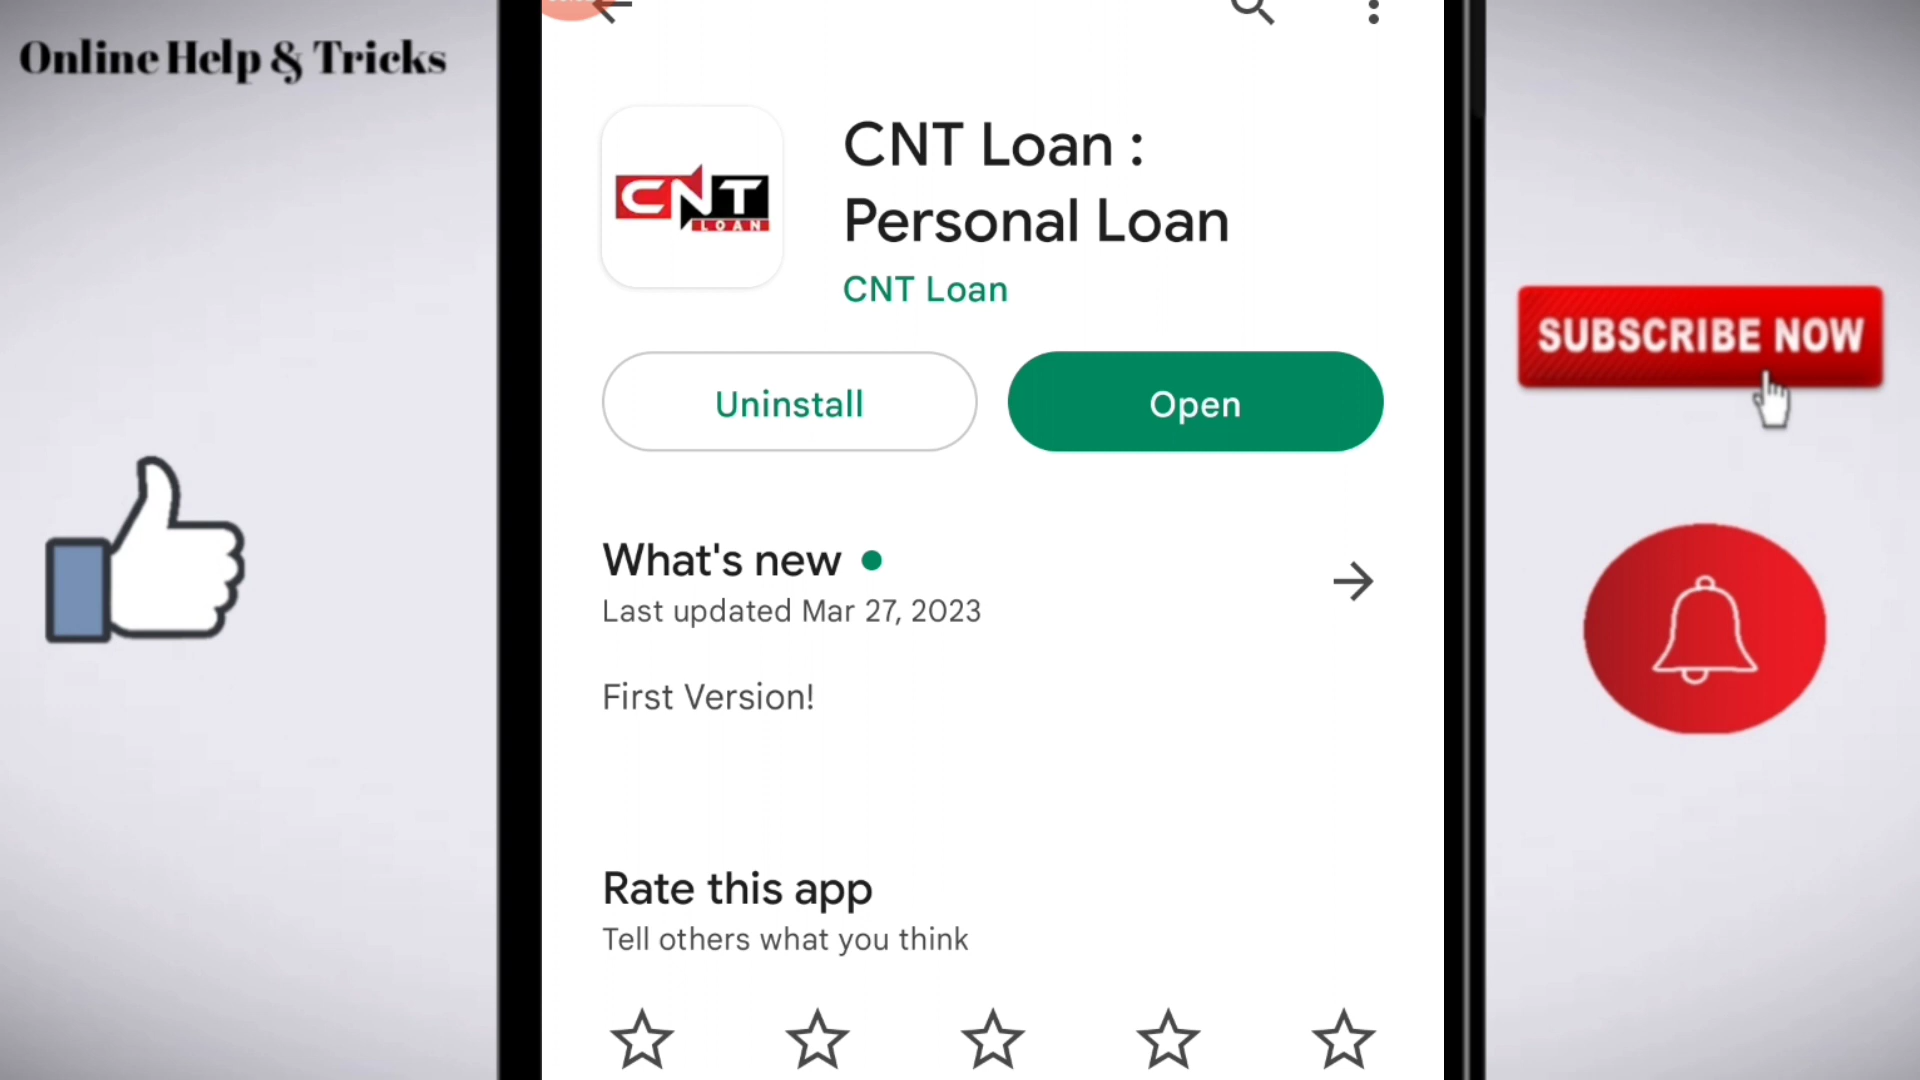 Online Help & Tricks
CNT
LOAN
CNT Loan :
Personal Loan
CNT Loan
Uninstall
Open
SUBSCRIBE NOW
What's new
Last updated Mar 27, 2023
First Version!
Rate this app
Tell others what you think